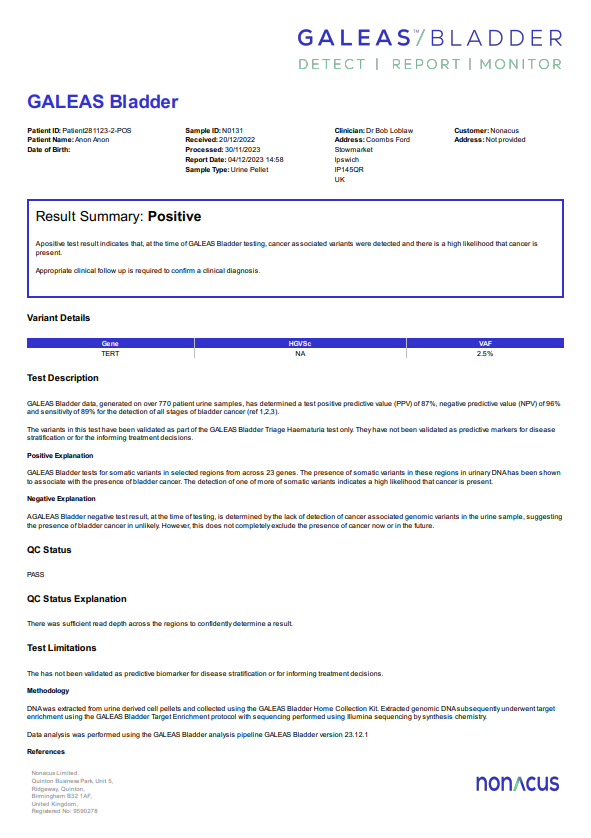 GALEAS™/BLADDER
DETECT | REPORT | MONITOR
GALEAS Bladder
Patient ID: Patient281123-2-POS
Patient Name: Anon Anon
Date of Birth:
Sample ID: N0131
Received: 20/12/2022
Processed: 30/11/2023
Report Date: 04/12/2023 14:58
Sample Type: Urine Pellet
Clinician: Dr Bob Loblaw
Address: Coombs Ford
Stowmarket
Ipswich
IP145QR
UK
Customer: Nonacus
Address: Not provided
Result Summary: Positive
Apositive test result indicates that, at the time of GALEAS Bladder testing, cancer associated variants were detected and there is a high likelihood that cancer is
present.
Appropriate clinical follow up is required to confirm a clinical diagnosis.
Variant Details
Gene HGVSc VAF
TERT NA 2.5%
Test Description
GALEAS Bladder data, generated on over 770 patient urine samples, has determined a test positive predictive value (PPV) of 87%, negative predictive value (NPV) of 96%
and sensitivity of 89% for the detection of all stages of bladder cancer (ref 1,2,3).
The variants in this test have been validated as part of the GALEAS Bladder Triage Haematuria test only. They have not been validated as predictive markers for disease
stratification or for the informing treatment decisions.
Positive Explanation
GALEAS Bladder tests for somatic variants in selected regions from across 23 genes. The presence of somatic variants in these regions in urinary DNA has been shown
to associate with the presence of bladder cancer. The detection of one of more of somatic variants indicates a high likelihood that cancer is present.
Negative Explanation
AGALEAS Bladder negative test result, at the time of testing, is determined by the lack of detection of cancer associated genomic variants in the urine sample, suggesting
the presence of bladder cancer in unlikely. However, this does not completely exclude the presence of cancer now or in the future.
QC Status
PASS
QC Status Explanation
There was sufficient read depth across the regions to confidently determine a result.
Test Limitations
The has not been validated as predictive biomarker for disease stratification or for informing treatment decisions.
Methodology
DNA was extracted from urine derived cell pellets and collected using the GALEAS Bladder Home Collection Kit. Extracted genomic DNA subsequently underwent target
enrichment using the GALEAS Bladder Target Enrichment protocol with sequencing performed using Illumina sequencing by synthesis chemistry.
Data analysis was performed using the GALEAS Bladder analysis pipeline GALEAS Bladder version 23.12.1
References
Nonacus Limited.
Quinton Business Park, Unit 5,
Ridgeway, Quinton,
Birmingham B32 1AF,
United Kingdom,
Registered No: 9590278
nonacus